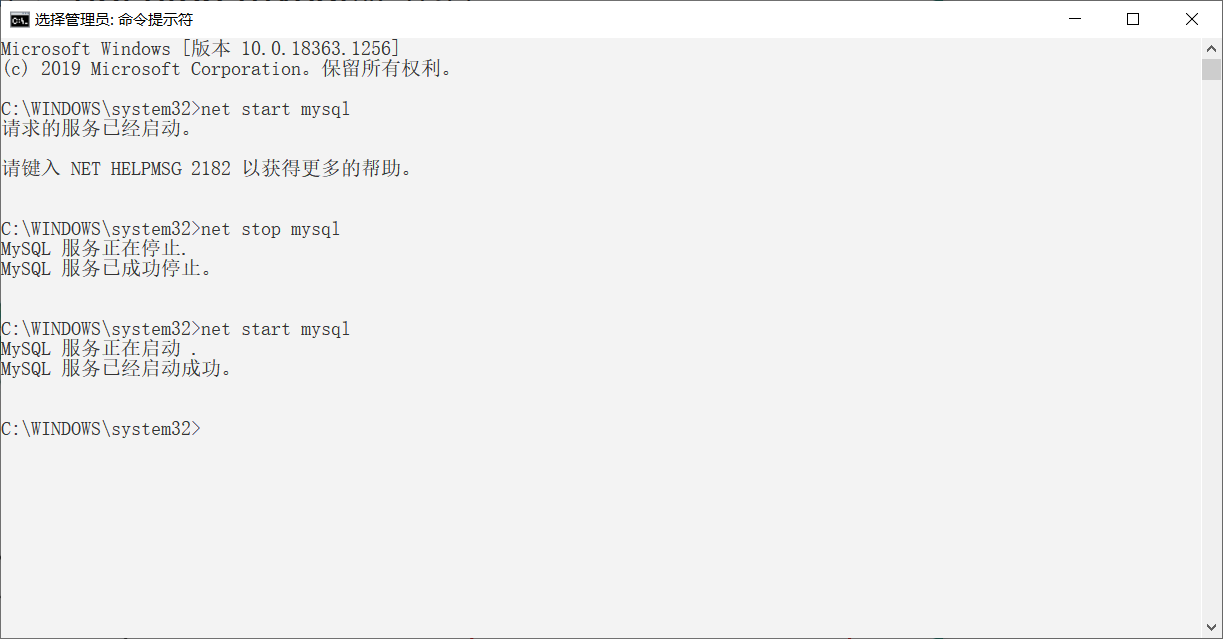 选择管理员: 命令提示符
Microsoft Windows [版本 10.0.18363.1256]
(c) 2019 Microsoft Corporation。保留所有权利。
C:\WINDOWS\system32>net start mysql
请求的服务已经启动。
请键入 NET HELPMSG 2182 以获得更多的帮助。
C:\WINDOWS\system32>net stop mysql
MySQL 服务正在停止.
MySQL 服务已成功停止。
C:\WINDOWS\system32>net start mysql
MySQL 服务正在启动 .
MySQL 服务已经启动成功。
C:\WINDOWS\system32>